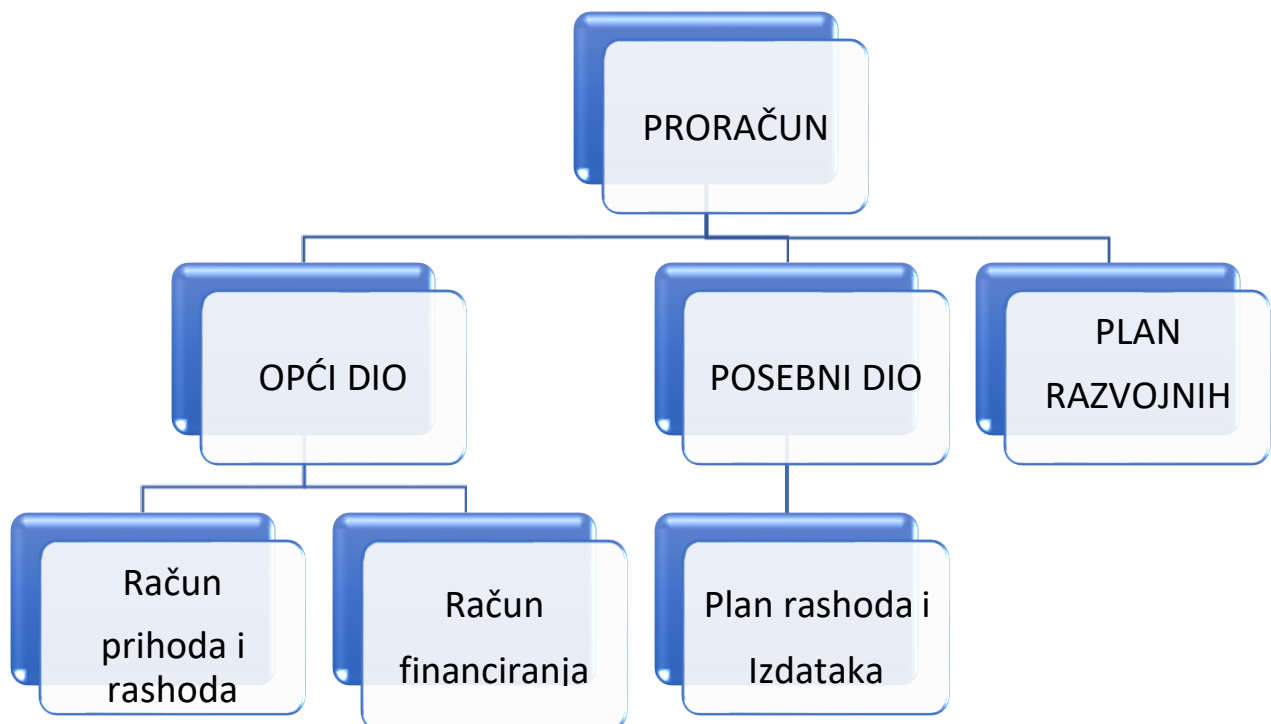 PRORAČUN
OPĆI DIO
POSEBNI DIO
PLAN
RAZVOJNIH
Račun
prihoda i
rashoda
Račun
financiranja
Plan rashoda i
Izdataka